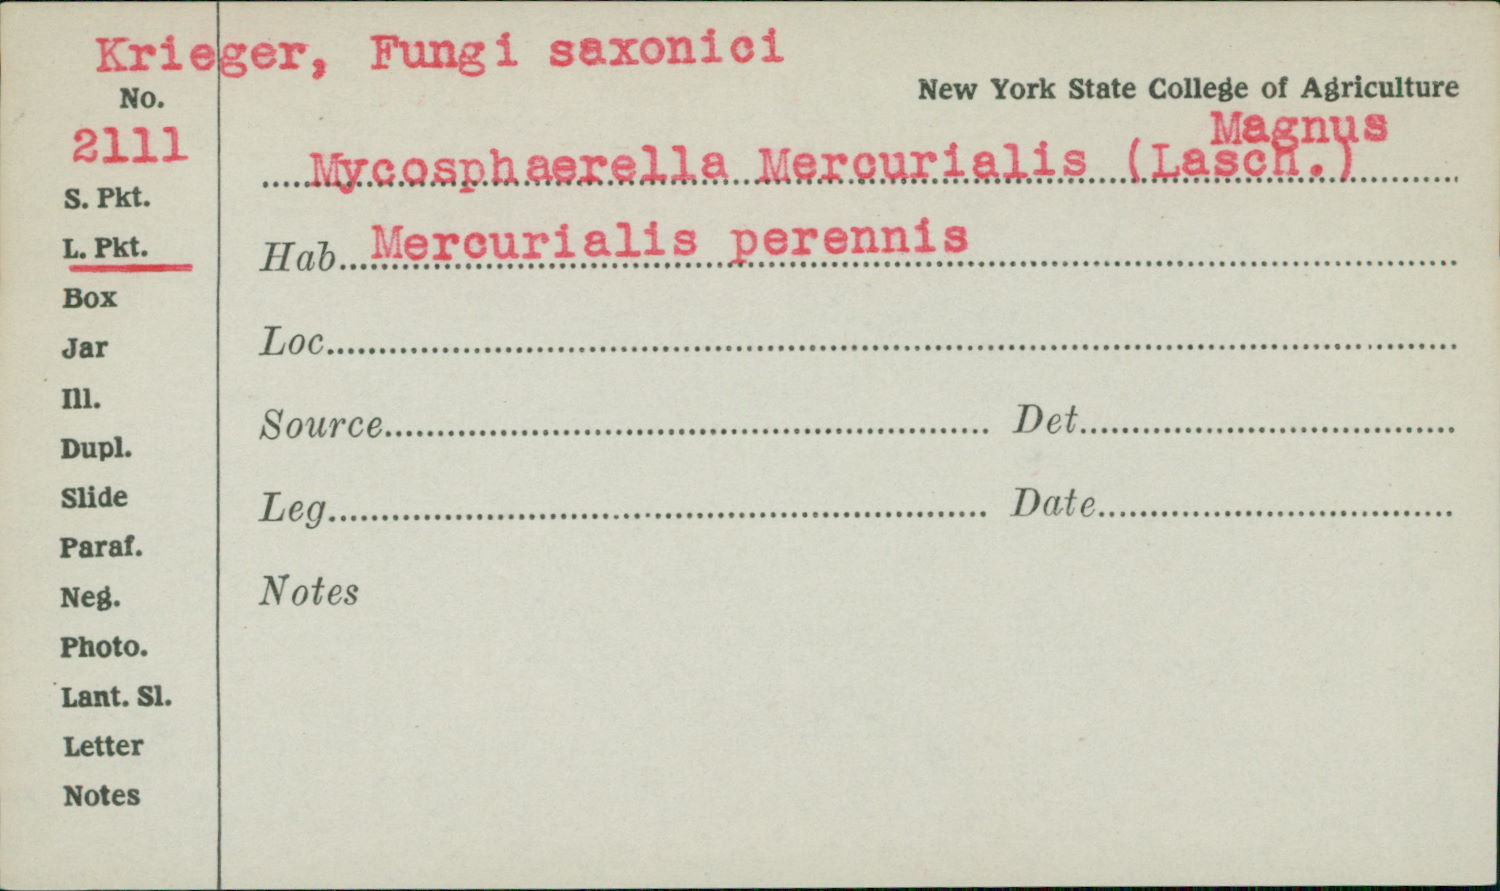 Krieger, Fungi saxonici
New York State College of Agriculture
No.
2111
Magnus
Mycosphaerella Mercurialis (Lasch.)
S. Pkt.
L. Pkt.
Hab. Mercurialis perennis
Box
Jar
Loc.
Ill.
Dupl.
Source Det.
Slide
Leg. Date
Paraf.
Neg.
Notes
Photo.
Lant. Sl.
Letter
Notes